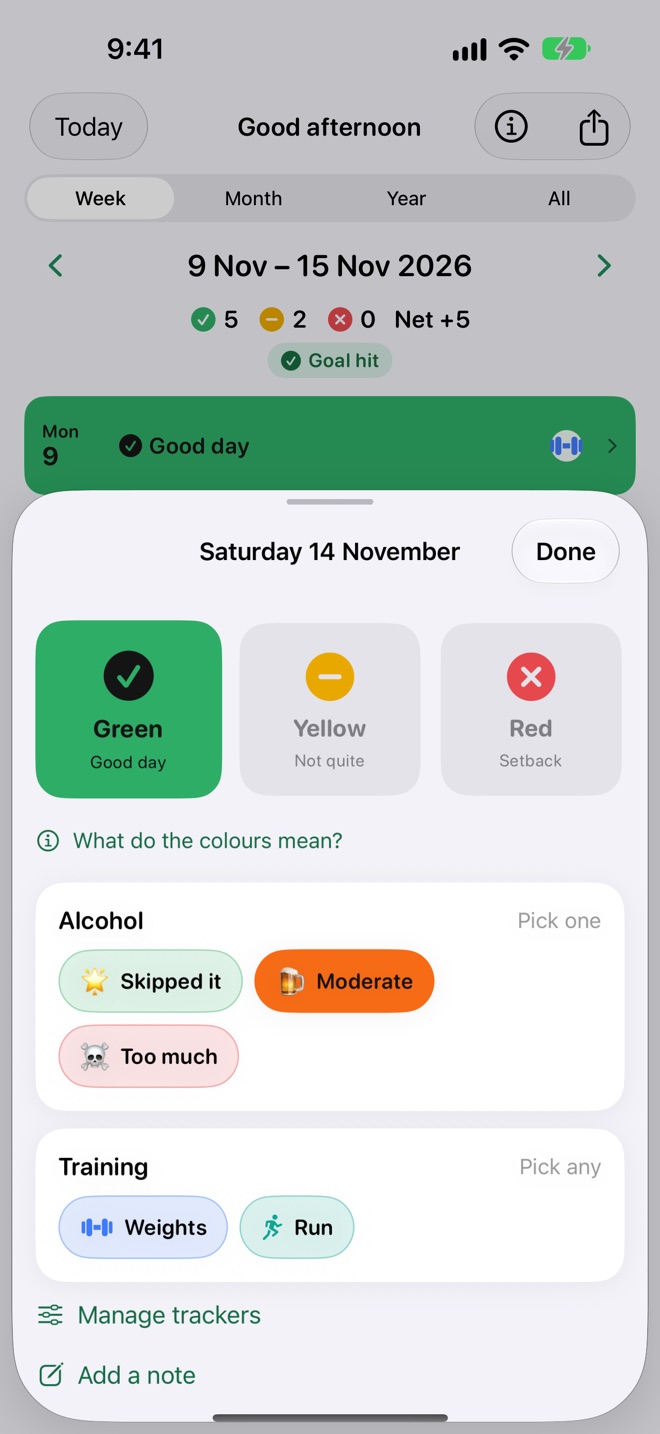 9:41
Today
Good afternoon
Week Month Year All
9 Nov – 15 Nov 2026
5 2 0 Net +5
Goal hit
Mon
9
Good day
Saturday 14 November
Done
Green Yellow Red
Good day Not quite Setback
What do the colours mean?
Alcohol Pick one
🌟 Skipped it 🍺 Moderate
☠️ Too much
Training Pick any
Weights Run
Manage trackers
Add a note